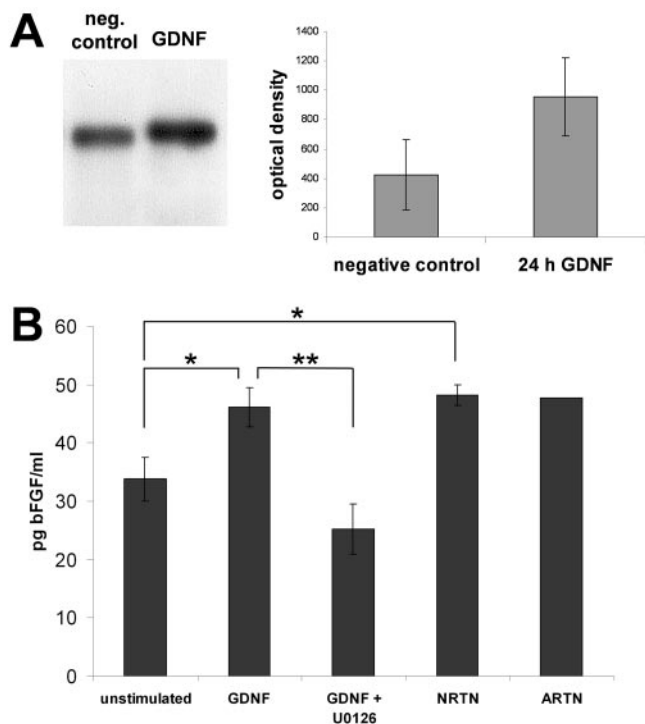 A
neg.
control
GDNF
optical density
1400
1200
1000
800
600
400
200
0
negative control
24 h GDNF
B
pg bFGF/ml
60
50
40
30
20
10
0
*
*
**
unstimulated
GDNF
GDNF +
U0126
NRTN
ARTN